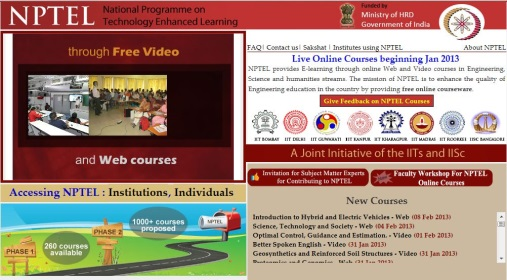 NPTEL
National Programme on
Technology Enhanced Learning
Funded by
Ministry of HRD
Government of India
through Free Video
and Web courses
FAQ| Contact us| Sakshat | Institutes using NPTEL
About NPTEL
Live Online Courses beginning Jan 2013
NPTEL provides E-learning through online Web and Video courses in Engineering,
Science and humanities streams. The mission of NPTEL is to enhance the quality of
Engineering education in the country by providing free online courseware.
Give Feedback on NPTEL Courses
IIT BOMBAY
IIT DELHI
IIT GUWAHATI
IIT KANPUR
IIT KHARAGPUR
IIT MADRAS
IIT ROORKEE
IISC BANGALORE
A Joint Initiative of the IITs and IISc
Accessing NPTEL : Institutions, Individuals
PHASE 1
260 courses
available
PHASE 2
1000+ courses
proposed
NPTEL
Invitation for Subject Matter Experts
for Contributing to NPTEL
Faculty Workshop For NPTEL
Online Courses
New Courses
Introduction to Hybrid and Electric Vehicles - Web (08 Feb 2013)
Science, Technology and Society - Web (06 Feb 2013)
Optimal Control, Guidance and Estimation. - Video (01 Feb 2013)
Better Spoken English - Video (31 Jan 2013)
Geosynthetics and Reinforced Soil Structures - Video (31 Jan 2013)